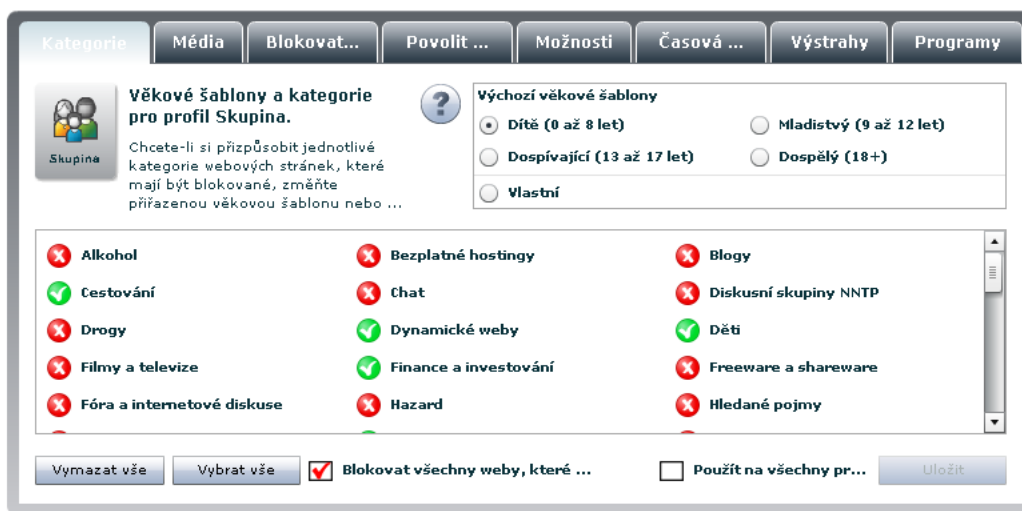 Kategorie Média Blokovat... Povolit ... Možnosti Časová ... Výstrahy Programy
Skupina
Věkové šablony a kategorie
pro profil Skupina.
Chcete-li si přizpůsobit jednotlivé
kategorie webových stránek, které
mají být blokované, změňte
přiřazenou věkovou šablonu nebo ...
?
Výchozí věkové šablony
Dítě (0 až 8 let) Mladistvý (9 až 12 let)
Dospívající (13 až 17 let) Dospělý (18+)
Vlastní
Alkohol Bezplatné hostingy Blogy
Cestování Chat Diskusní skupiny NNTP
Drogy Dynamické weby Děti
Filmy a televize Finance a investování Freeware a shareware
Fóra a internetové diskuse Hazard Hledané pojmy
Vymazat vše Vybrat vše Blokovat všechny weby, které ... Použít na všechny pr... Uložit